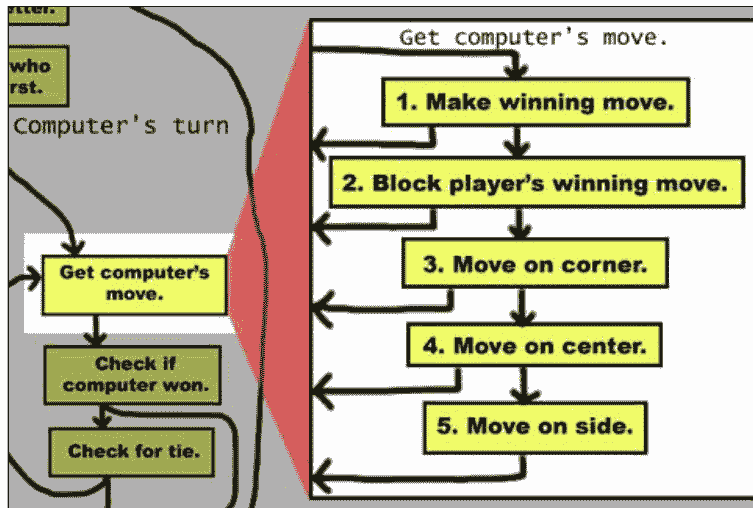 who
Computer's turn
Get computer's
move.
Check if
computer won.
Check for tie.
Get computer's move.
1. Make winning move.
2. Block player's winning move.
3. Move on corner.
4. Move on center.
5. Move on side.